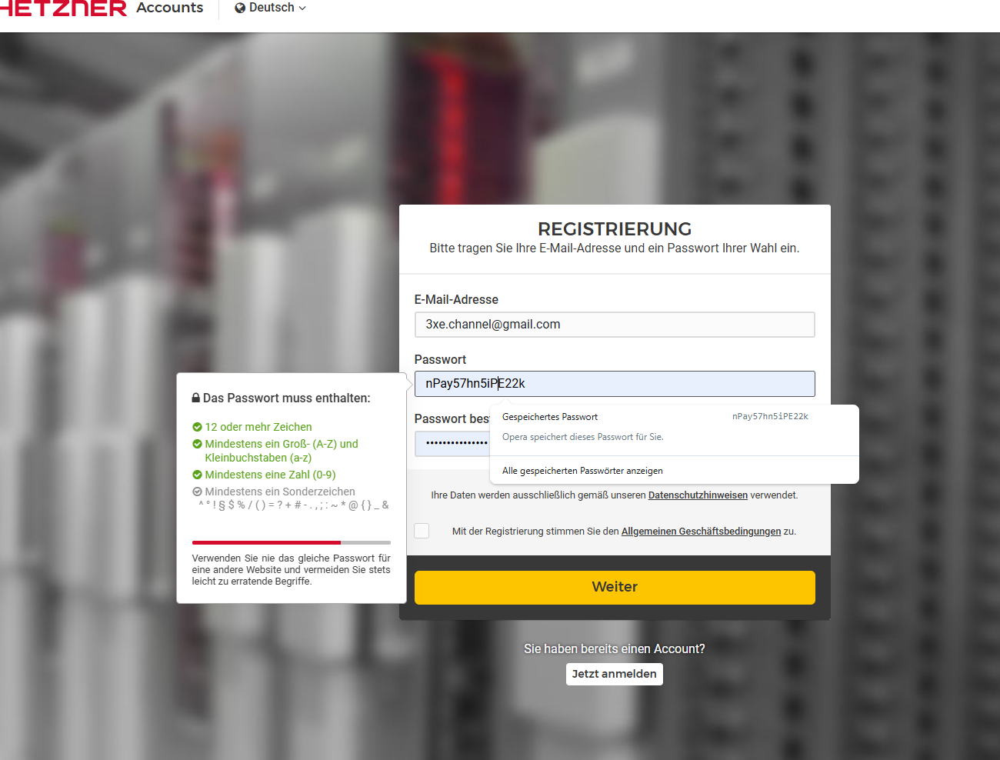 HETZNER Accounts Deutsch
REGISTRIERUNG
Bitte tragen Sie Ihre E-Mail-Adresse und ein Passwort Ihrer Wahl ein.
E-Mail-Adresse
3xe.channel@gmail.com
Passwort
nPay57hn5iPE22k
Das Passwort muss enthalten:
12 oder mehr Zeichen
Mindestens ein Groß- (A-Z) und
Kleinbuchstaben (a-z)
Mindestens eine Zahl (0-9)
Mindestens ein Sonderzeichen
^ ° ! § $ % / ( ) = ? + # - . , ; : ~ * @ { } _ &
Verwenden Sie nie das gleiche Passwort für
eine andere Website und vermeiden Sie stets
leicht zu erratende Begriffe.
Passwort bes
Gespeichertes Passwort nPay57hn5iPE22k
Opera speichert dieses Passwort für Sie.
Alle gespeicherten Passwörter anzeigen
Ihre Daten werden ausschließlich gemäß unseren Datenschutzhinweisen verwendet.
Mit der Registrierung stimmen Sie den Allgemeinen Geschäftsbedingungen zu.
Weiter
Sie haben bereits einen Account?
Jetzt anmelden